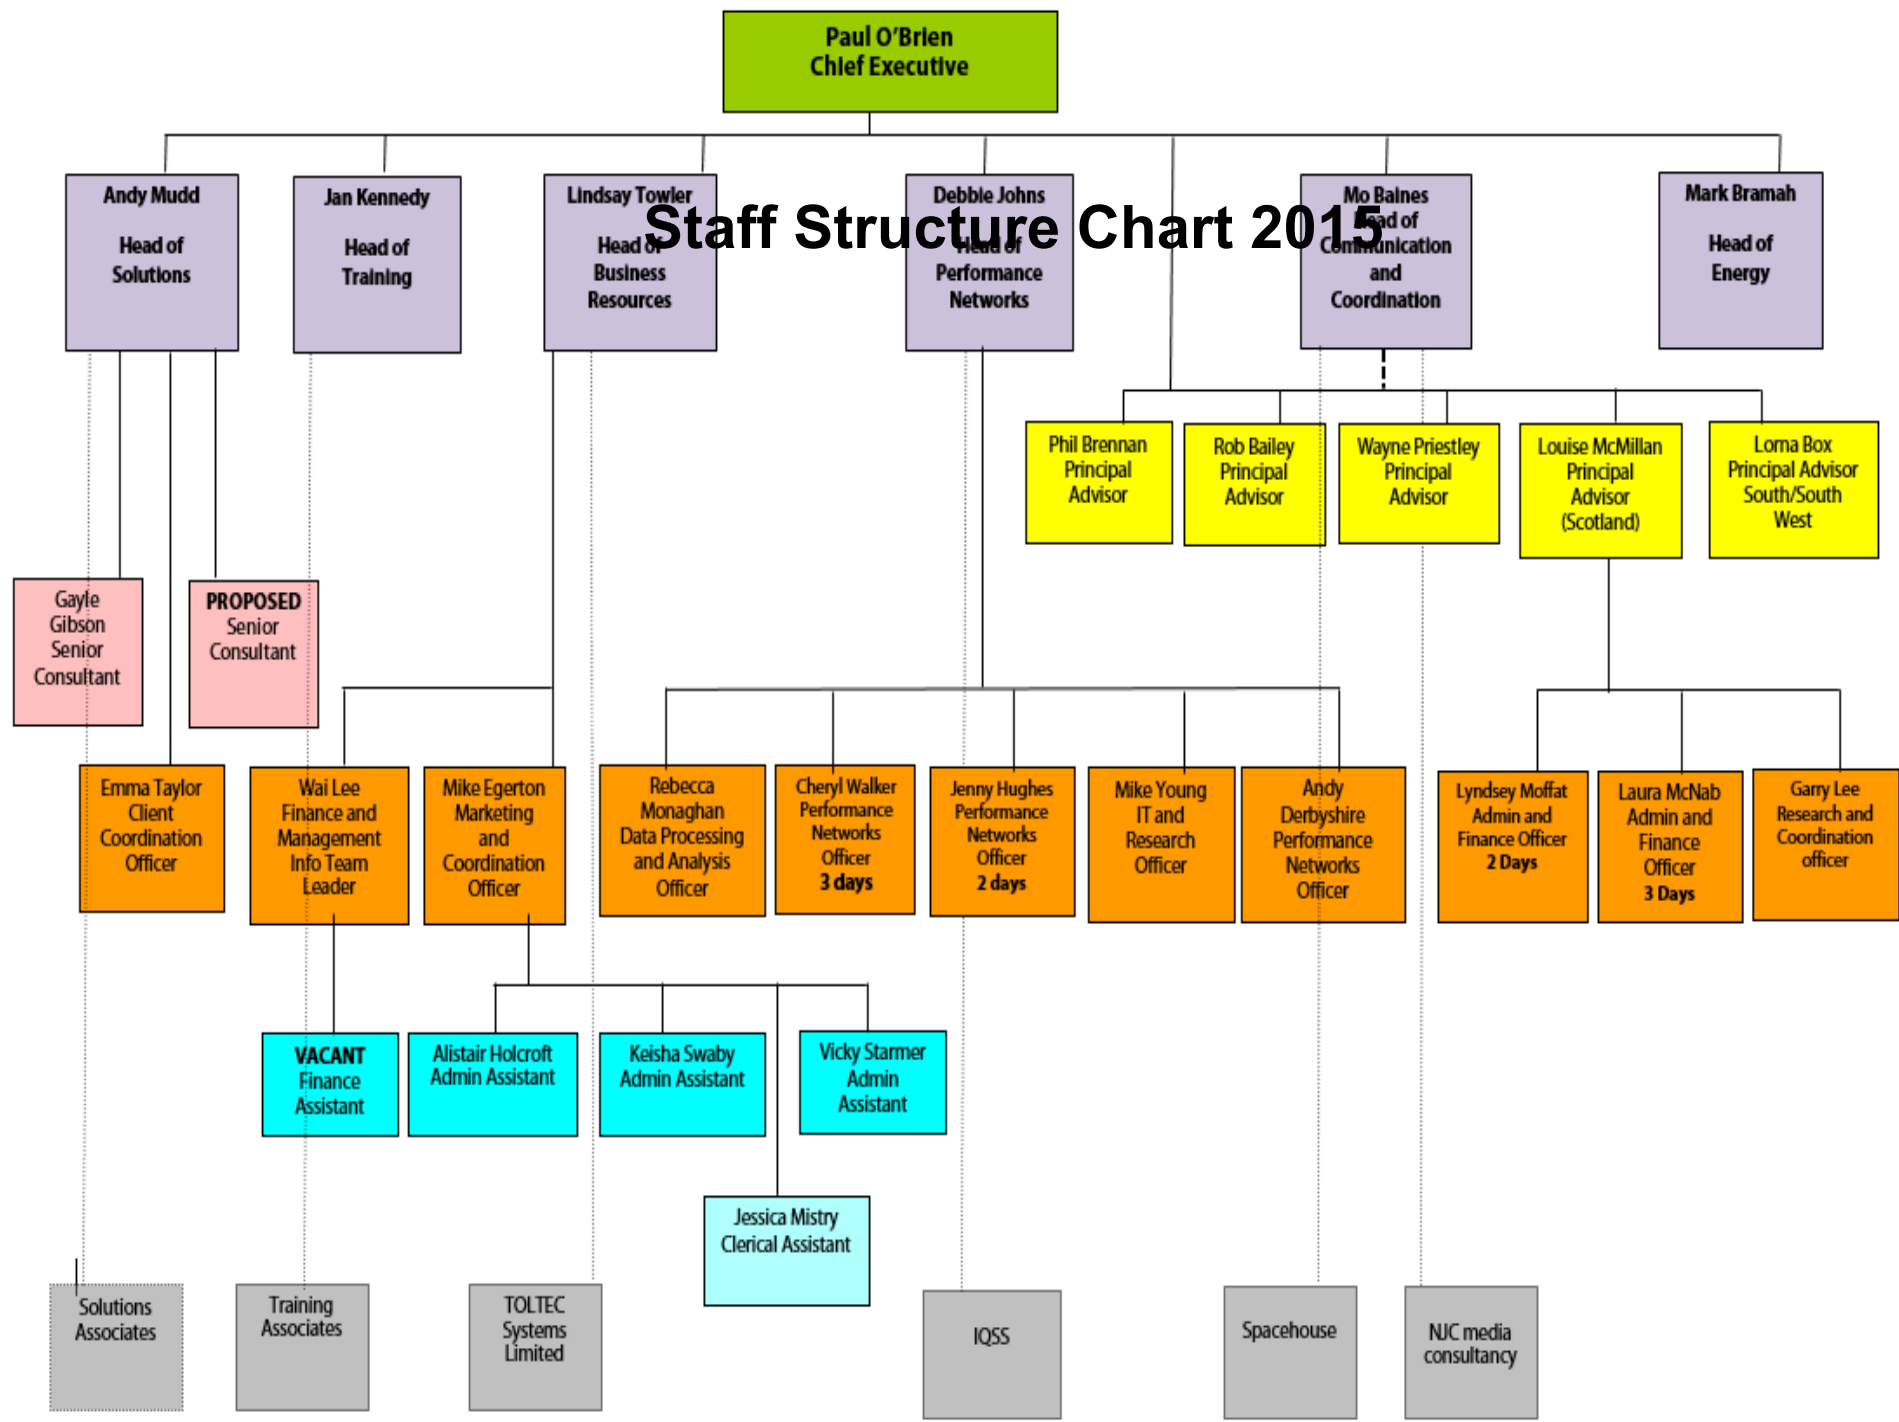 Paul O'Brien
Chief Executive
Andy Mudd
Head of
Solutions
Jan Kennedy
Head of
Training
Lindsay Towler
Head of
Business
Resources
Debbie Johns
Head of
Performance
Networks
Mo Baines
Head of
Communication
and
Coordination
Mark Bramah
Head of
Energy
Staff Structure Chart 2015
Phil Brennan
Principal
Advisor
Rob Bailey
Principal
Advisor
Wayne Priestley
Principal
Advisor
Louise McMillan
Principal
Advisor
(Scotland)
Lorna Box
Principal Advisor
South/South
West
Gayle
Gibson
Senior
Consultant
PROPOSED
Senior
Consultant
Emma Taylor
Client
Coordination
Officer
Wai Lee
Finance and
Management
Info Team
Leader
Mike Egerton
Marketing
and
Coordination
Officer
Rebecca
Monaghan
Data Processing
and Analysis
Officer
Cheryl Walker
Performance
Networks
Officer
3 days
Jenny Hughes
Performance
Networks
Officer
2 days
Mike Young
IT and
Research
Officer
Andy
Derbyshire
Performance
Networks
Officer
Lyndsey Moffat
Admin and
Finance Officer
2 Days
Laura McNab
Admin and
Finance
Officer
3 Days
Garry Lee
Research and
Coordination
officer
VACANT
Finance
Assistant
Alistair Holcroft
Admin Assistant
Keisha Swaby
Admin Assistant
Vicky Starmer
Admin
Assistant
Jessica Mistry
Clerical Assistant
Solutions
Associates
Training
Associates
TOLTEC
Systems
Limited
IQSS
Spacehouse
NJC media
consultancy